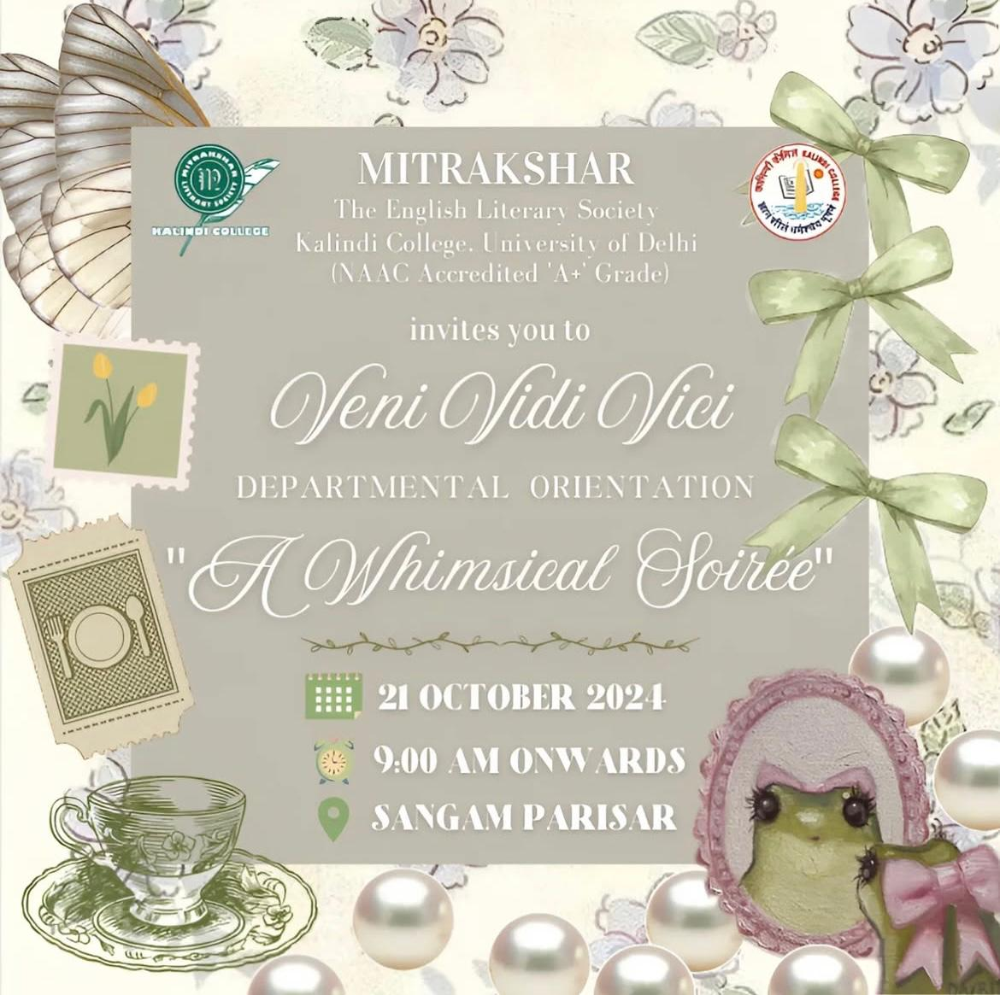 MITRAKSHAR
The English Literary Society
Kalindi College, University of Delhi
(NAAC Accredited 'A+' Grade)
MITRAKSHAR
LITERARY SOCIETY
KALINDI COLLEGE
KALINDI COLLEGE
invites you to
Veni Vidi Vici
DEPARTMENTAL ORIENTATION
"A Whimsical Soirée"
21 OCTOBER 2024
9:00 AM ONWARDS
SANGAM PARISAR